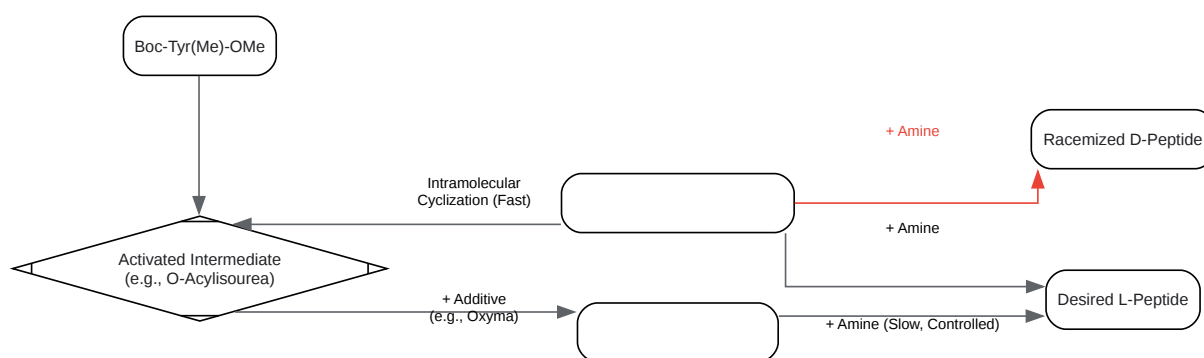 Boc-Tyr(Me)-OMe
+ Amine
Racemized D-Peptide
Intramolecular
Cyclization (Fast)
+ Amine
Activated Intermediate
(e.g., O-Acylisourea)
+ Additive
(e.g., Oxyma)
Desired L-Peptide
+ Amine (Slow, Controlled)